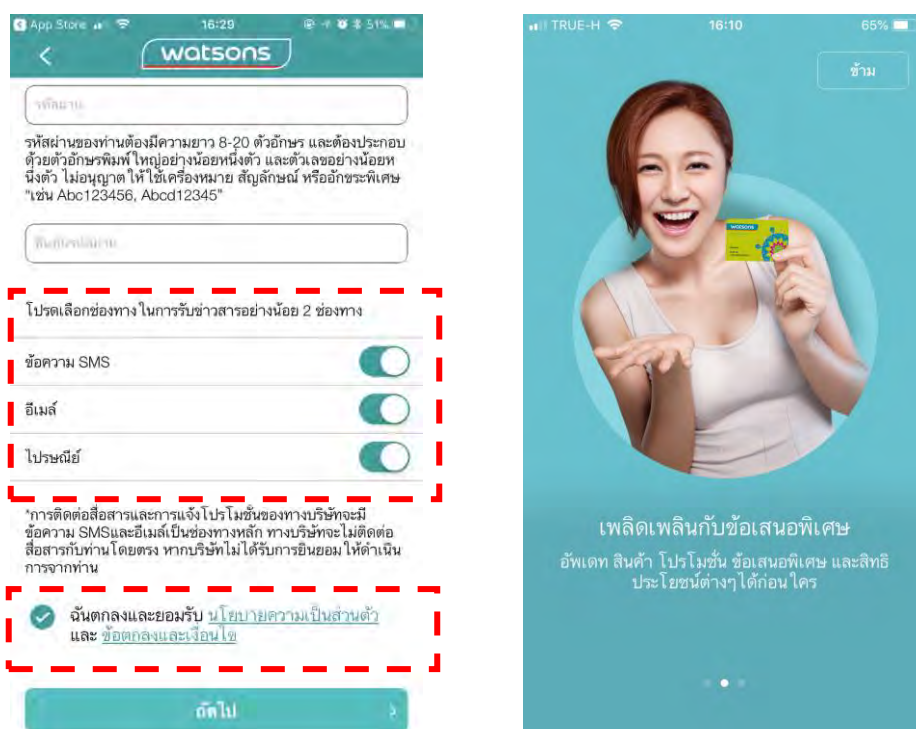 App Store
16:29
51%
watsons
รหัสผ่าน
รหัสผ่านของท่านต้องมีความยาว 8-20 ตัวอักษร และต้องประกอบ
ด้วยตัวอักษรพิมพ์ใหญ่อย่างน้อยหนึ่งตัว และตัวเลขอย่างน้อยห
นึ่งตัว ไม่อนุญาตให้ใช้เครื่องหมาย สัญลักษณ์ หรืออักขระพิเศษ
"เช่น Abc123456, Abcd12345"
ยืนยันรหัสผ่าน
โปรดเลือกช่องทางในการรับข่าวสารอย่างน้อย 2 ช่องทาง
ข้อความ SMS
อีเมล์
ไปรษณีย์
*การติดต่อสื่อสารและการแจ้งโปรโมชั่นของทางบริษัทจะมี
ข้อความ SMSและอีเมล์เป็นช่องทางหลัก ทางบริษัทจะไม่ติดต่อ
สื่อสารกับท่านโดยตรง หากบริษัทไม่ได้รับการยินยอมให้ดำเนิน
การจากท่าน
ฉันตกลงและยอมรับ นโยบายความเป็นส่วนตัว
และ ข้อตกลงและเงื่อนไข
ถัดไป
TRUE-H
16:10
65%
ข้าม
watsons
เพลิดเพลินกับข้อเสนอพิเศษ
อัพเดท สินค้า โปรโมชั่น ข้อเสนอพิเศษ และสิทธิ
ประโยชน์ต่างๆได้ก่อนใคร